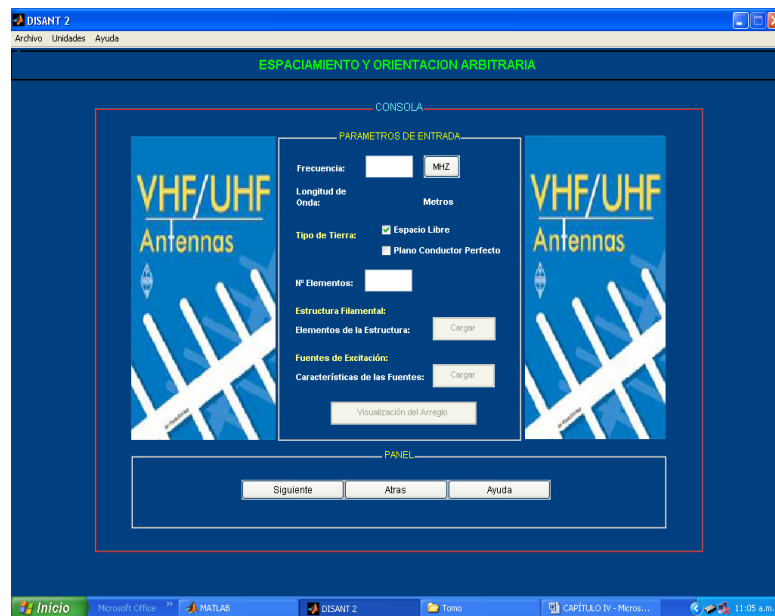 DISANT 2
Archivo Unidades Ayuda
ESPACIAMIENTO Y ORIENTACION ARBITRARIA
CONSOLA
VHF/UHF
Antennas
PARAMETROS DE ENTRADA
Frecuencia: MHZ
Longitud de
Onda: Metros
Tipo de Tierra: Espacio Libre
Plano Conductor Perfecto
Nº Elementos:
Estructura Filamental:
Elementos de la Estructura: Cargar
Fuentes de Excitación:
Características de las Fuentes: Cargar
Visualización del Arreglo
VHF/UHF
Antennas
PANEL
Siguiente Atras Ayuda
Inicio Microsoft Office » MATLAB DISANT 2 Tomo CAPÍTULO IV - Micros... 11:05 a.m.